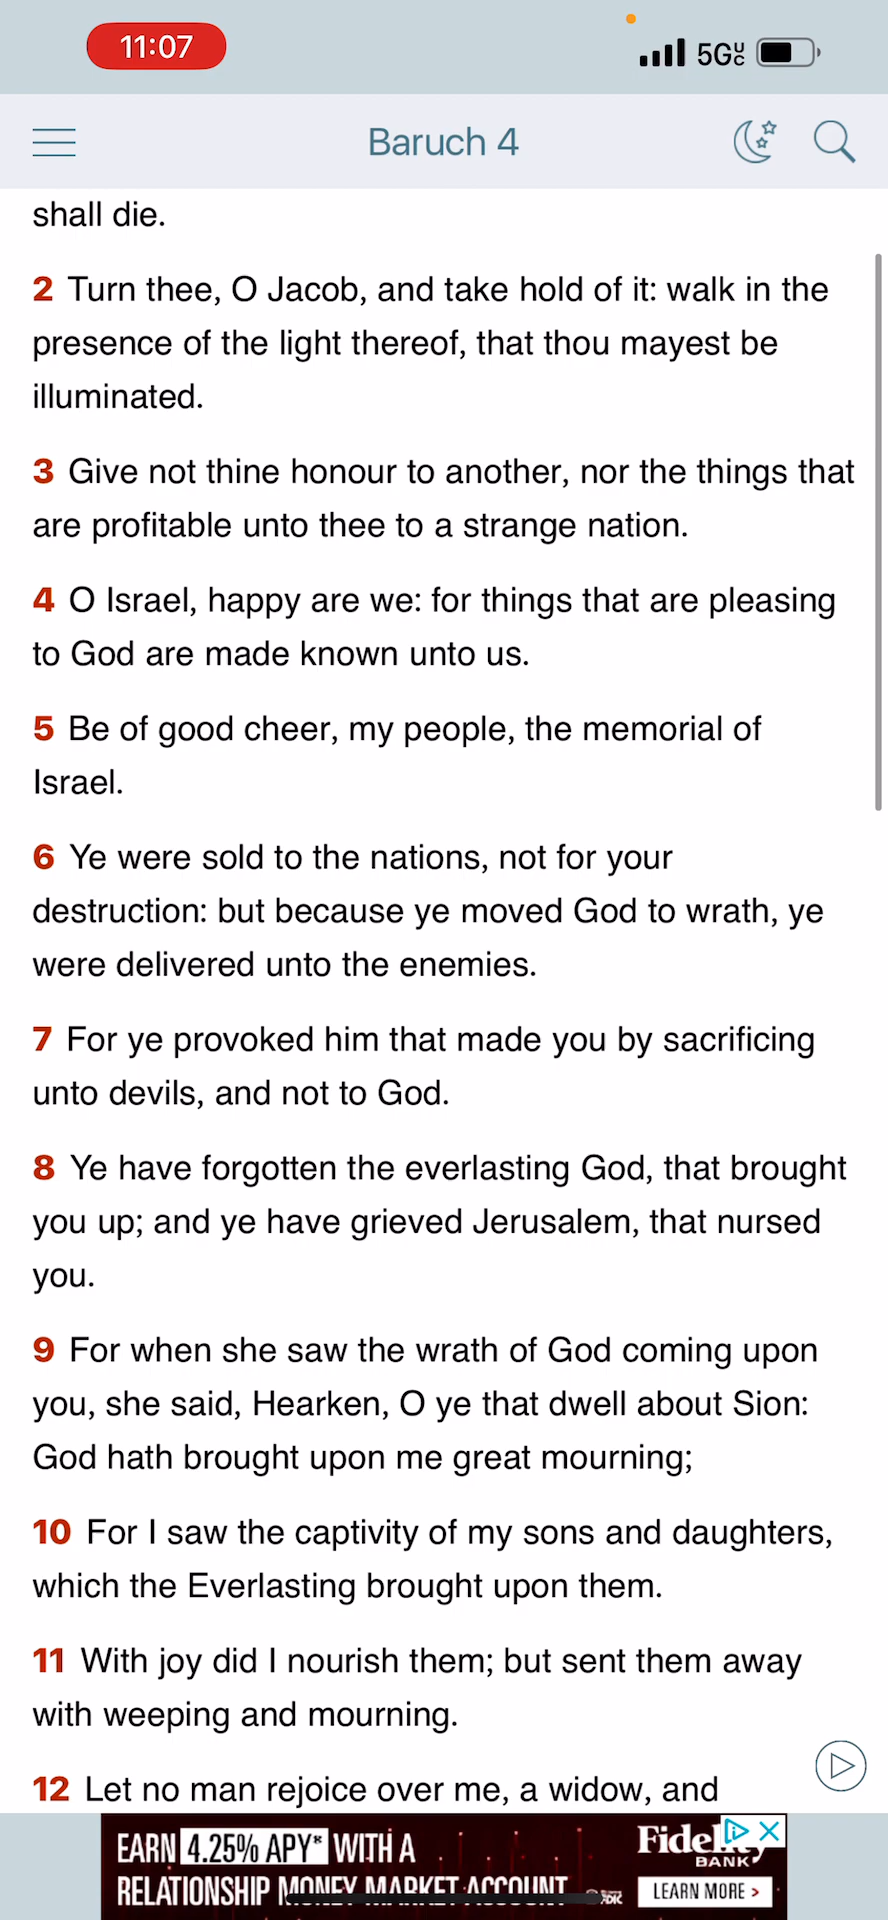 11:07
5G UC
Baruch 4
shall die.
2 Turn thee, O Jacob, and take hold of it: walk in the
presence of the light thereof, that thou mayest be
illuminated.
3 Give not thine honour to another, nor the things that
are profitable unto thee to a strange nation.
4 O Israel, happy are we: for things that are pleasing
to God are made known unto us.
5 Be of good cheer, my people, the memorial of
Israel.
6 Ye were sold to the nations, not for your
destruction: but because ye moved God to wrath, ye
were delivered unto the enemies.
7 For ye provoked him that made you by sacrificing
unto devils, and not to God.
8 Ye have forgotten the everlasting God, that brought
you up; and ye have grieved Jerusalem, that nursed
you.
9 For when she saw the wrath of God coming upon
you, she said, Hearken, O ye that dwell about Sion:
God hath brought upon me great mourning;
10 For I saw the captivity of my sons and daughters,
which the Everlasting brought upon them.
11 With joy did I nourish them; but sent them away
with weeping and mourning.
12 Let no man rejoice over me, a widow, and
EARN 4.25% APY* WITH A
RELATIONSHIP MONEY MARKET ACCOUNT
BANK
LEARN MORE >